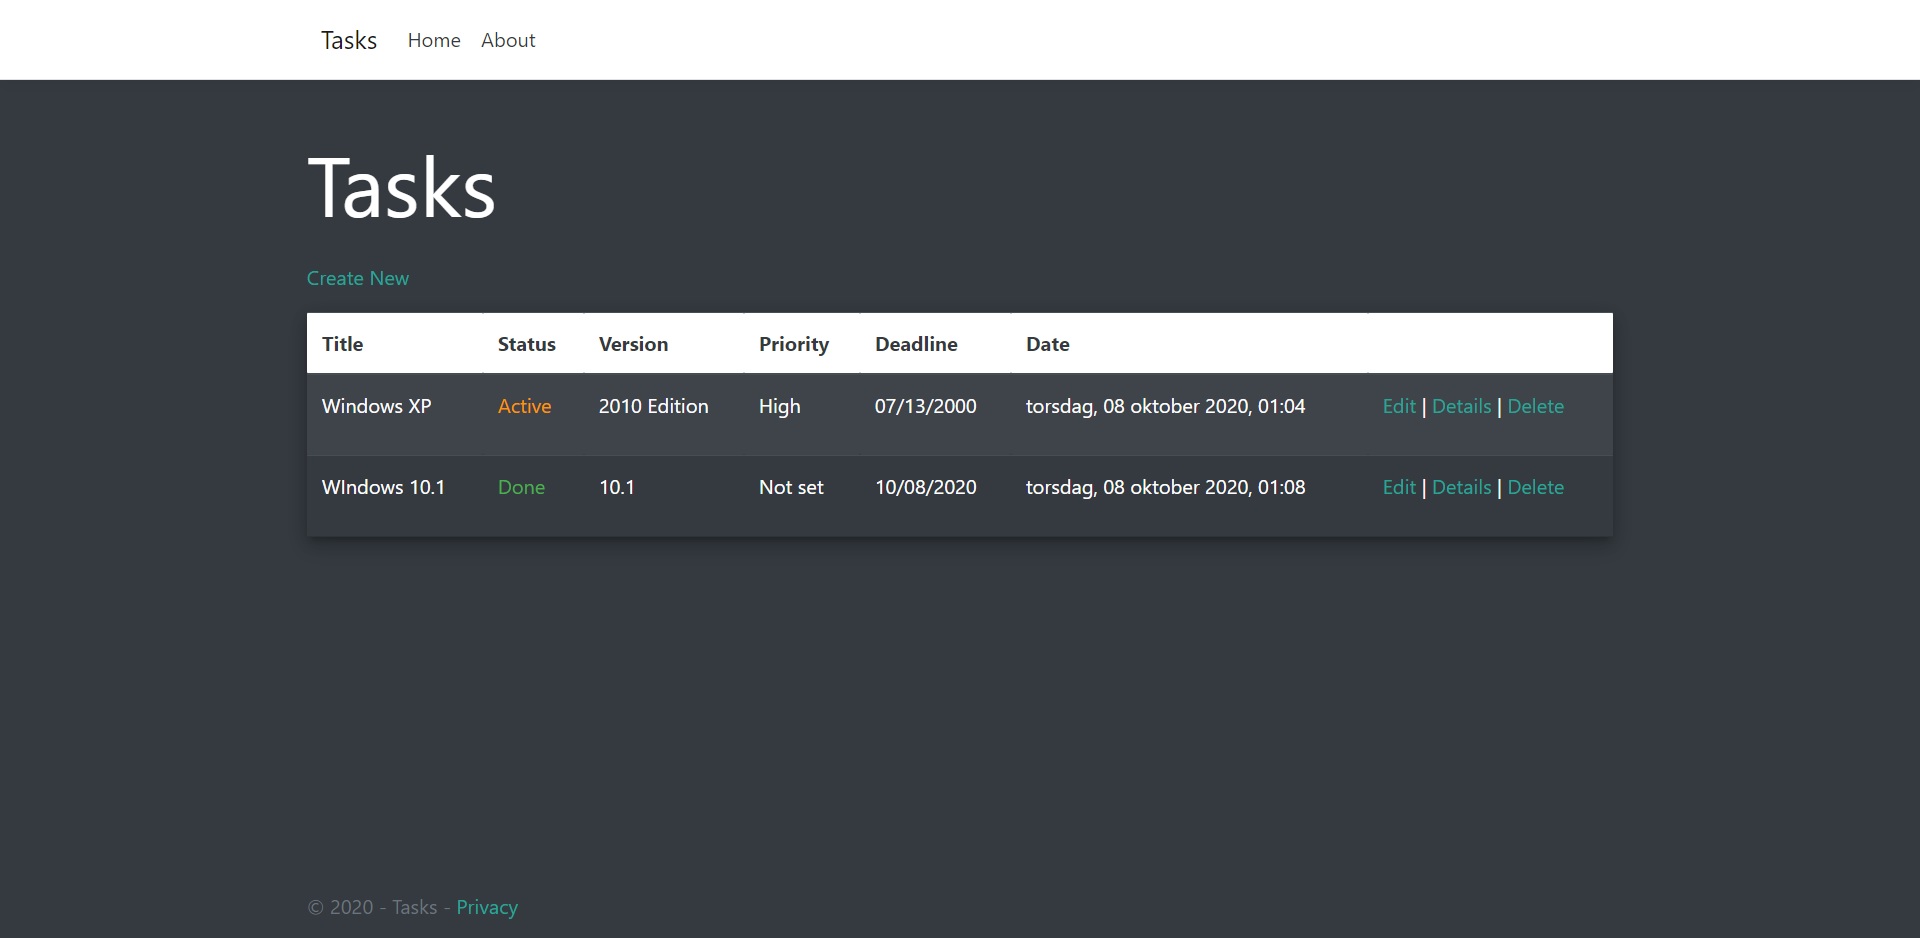 Tasks Home About
Tasks
Create New
Title Status Version Priority Deadline Date
Windows XP Active 2010 Edition High 07/13/2000 torsdag, 08 oktober 2020, 01:04 Edit | Details | Delete
WIndows 10.1 Done 10.1 Not set 10/08/2020 torsdag, 08 oktober 2020, 01:08 Edit | Details | Delete
© 2020 - Tasks - Privacy